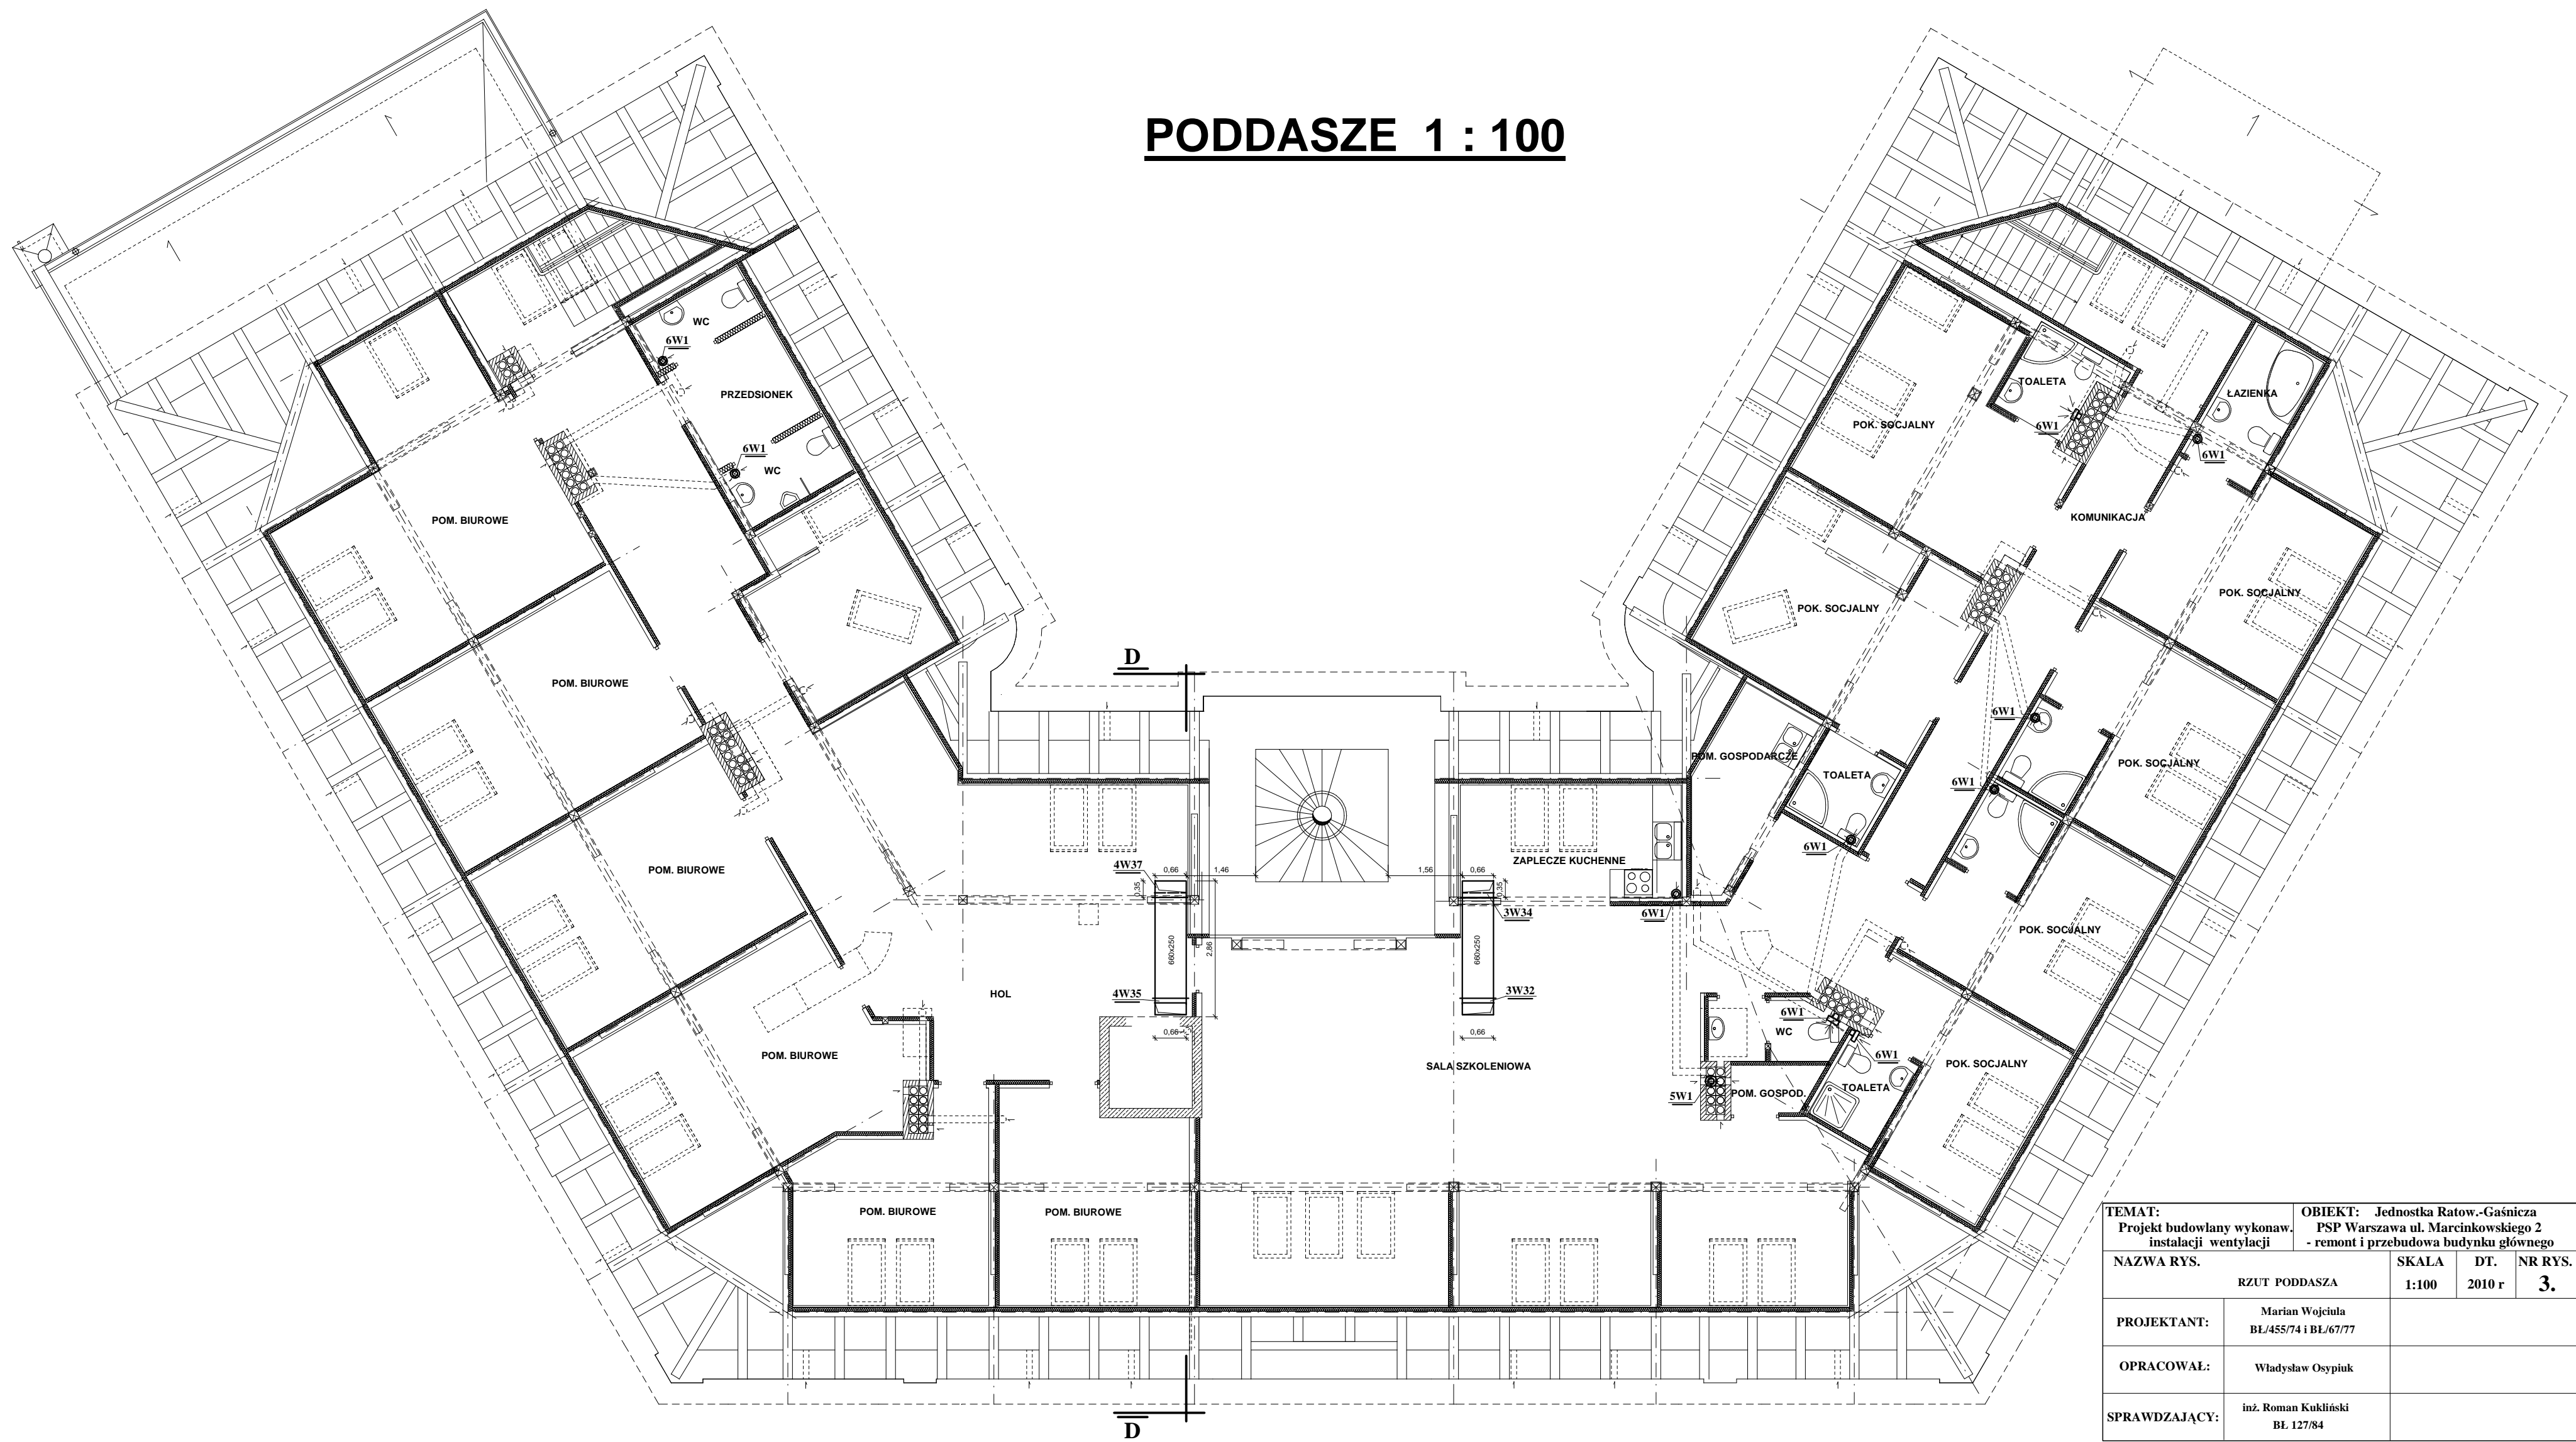 PODDASZE 1 : 100
WC
6W1
PRZEDSIONEK
6W1
WC
POM. BIUROWE
POM. BIUROWE
POM. BIUROWE
POM. BIUROWE
POM. BIUROWE
POM. BIUROWE
HOL
D
4W37
0,66
1,46
1,56
0,66
0,35
0,35
660x250
2,86
660x250
4W35
0,66
3W34
3W32
0,66
ZAPLECZE KUCHENNE
6W1
SALA SZKOLENIOWA
D
TOALETA
6W1
ŁAZIENKA
6W1
POK. SOCJALNY
KOMUNIKACJA
POK. SOCJALNY
POK. SOCJALNY
6W1
POM. GOSPODARCZE
TOALETA
6W1
6W1
POK. SOCJALNY
POK. SOCJALNY
6W1
WC
6W1
POK. SOCJALNY
TOALETA
5W1
POM. GOSPOD.
TEMAT:
Projekt budowlany wykonaw.
instalacji wentylacji
OBIEKT: Jednostka Ratow.-Gaśnicza
PSP Warszawa ul. Marcinkowskiego 2
- remont i przebudowa budynku głównego
NAZWA RYS.
RZUT PODDASZA
SKALA
1:100
DT.
2010 r
NR RYS.
3.
PROJEKTANT:
Marian Wojciula
BŁ/455/74 i BŁ/67/77
OPRACOWAŁ:
Władysław Osypiuk
SPRAWDZAJĄCY:
inż. Roman Kukliński
BŁ 127/84